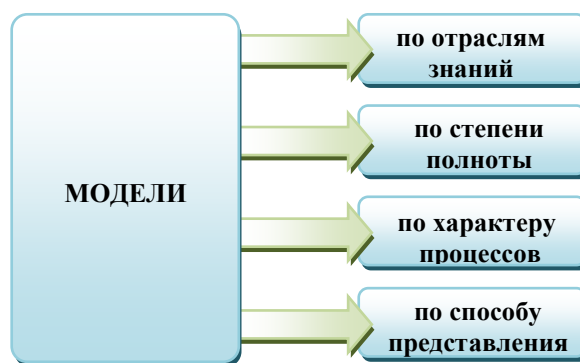 МОДЕЛИ
по отраслям
знаний
по степени
полноты
по характеру
процессов
по способу
представления